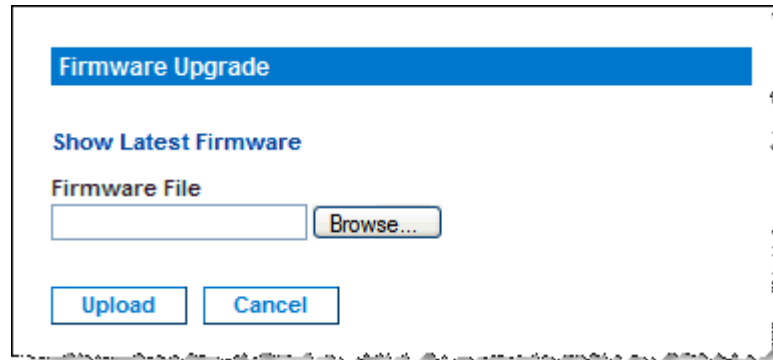 Firmware Upgrade
Show Latest Firmware
Firmware File
Browse...
Upload Cancel